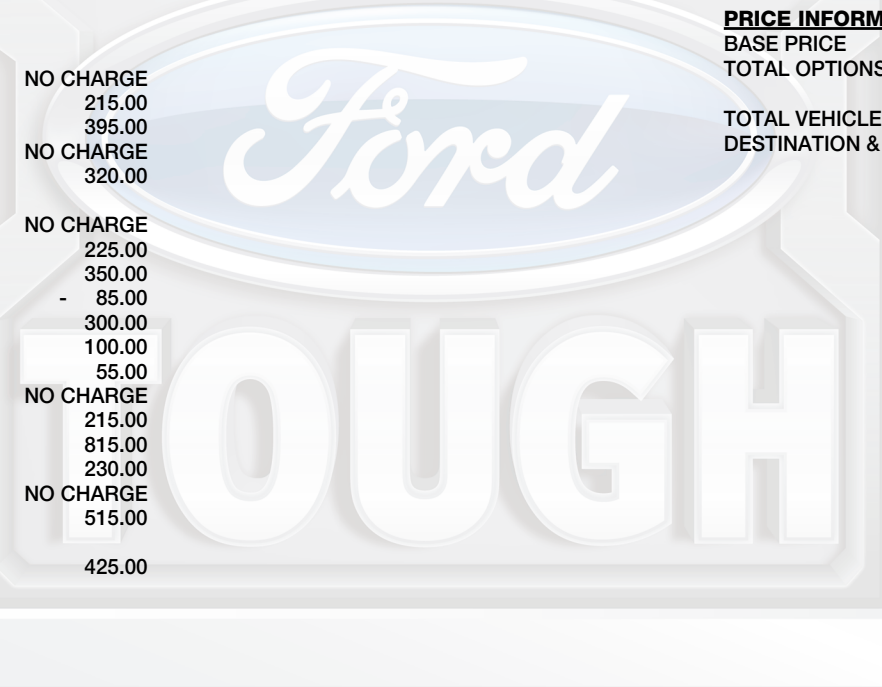 NO CHARGE
215.00
395.00
NO CHARGE
320.00
NO CHARGE
225.00
350.00
- 85.00
300.00
100.00
55.00
NO CHARGE
215.00
815.00
230.00
NO CHARGE
515.00
425.00
PRICE INFORM
BASE PRICE
TOTAL OPTIONS
TOTAL VEHICLE
DESTINATION &
Ford
TOUGH